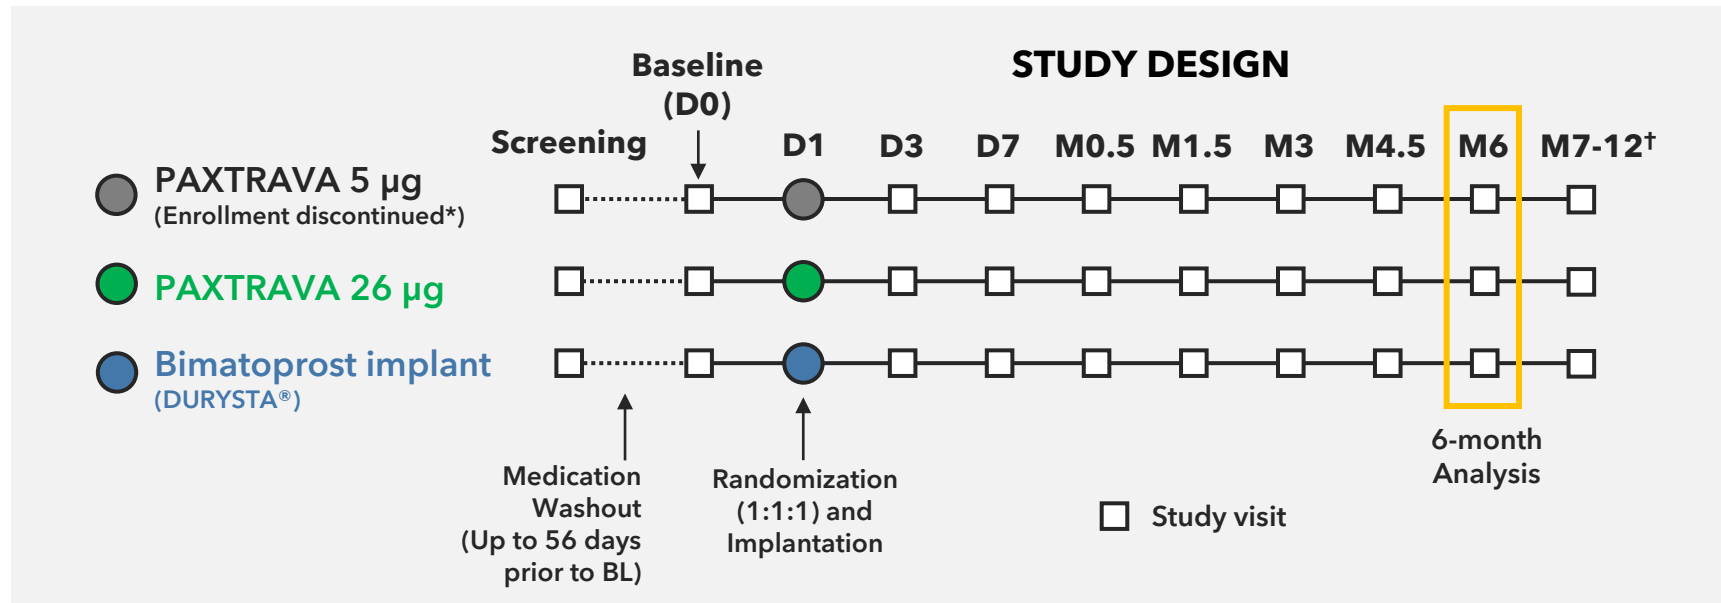 STUDY DESIGN
Baseline
(D0)
Screening
D1 D3 D7 M0.5 M1.5 M3 M4.5 M6 M7-12†
PAXTRAVA 5 µg
(Enrollment discontinued*)
PAXTRAVA 26 µg
Bimatoprost implant
(DURYSTA®)
Medication
Washout
(Up to 56 days
prior to BL)
Randomization
(1:1:1) and
Implantation
6-month
Analysis
Study visit